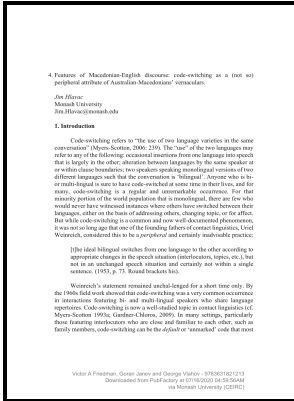 4. Features of Macedonian-English discourse: code-switching as a (not so)
peripheral attribute of Australian-Macedonians' vernaculars.
Jim Hlavac
Monash University
Jim.Hlavac@monash.edu
1. Introduction
Code-switching refers to "the use of two language varieties in the same
conversation" (Myers-Scotton, 2006: 239). The "use" of the two languages may
refer to any of the following: occasional insertions from one language into speech
that is largely in the other; alternation between languages by the same speaker at
or within clause boundaries; two speakers speaking monolingual versions of two
different languages such that the conversation is 'bilingual'. Anyone who is bi-
or multi-lingual is sure to have code-switched at some time in their lives, and for
many, code-switching is a regular and unremarkable occurrence. For that
minority portion of the world population that is monolingual, there are few who
would never have witnessed instances where others have switched between their
languages, either on the basis of addressing others, changing topic, or for affect.
But while code-switching is a common and now well-documented phenomenon,
it was not so long ago that one of the founding fathers of contact linguistics, Uriel
Weinreich, considered this to be a peripheral and certainly inadvisable practice:
[t]he ideal bilingual switches from one language to the other according to
appropriate changes in the speech situation (interlocutors, topics, etc.), but
not in an unchanged speech situation and certainly not within a single
sentence. (1953, p. 73. Round brackets his).
Weinreich's statement remained unchal-lenged for a short time only. By
the 1960s field work showed that code-switching was a very common occurrence
in interactions featuring bi- and multi-lingual speakers who share language
repertoires. Code-switching is now a well-studied topic in contact linguistics (cf.
Myers-Scotton 1993a; Gardner-Chloros, 2009). In many settings, particularly
those featuring interlocutors who are close and familiar to each other, such as
family members, code-switching can be the default or 'unmarked' code that most
Victor A Friedman, Goran Janev and George Vlahov - 9783631821213
Downloaded from PubFactory at 07/16/2020 04:59:56AM
via Monash University (CEIRC)